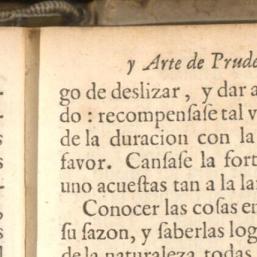 y Arte de Prude
go de deslizar, y dar a
do: recompenſaſe tal v
de la duracion con la
favor. Canſaſe la fort
uno acueſtas tan a la la
Conocer las coſas en
ſu ſazon, y ſaberlas log
de la naturaleza todas